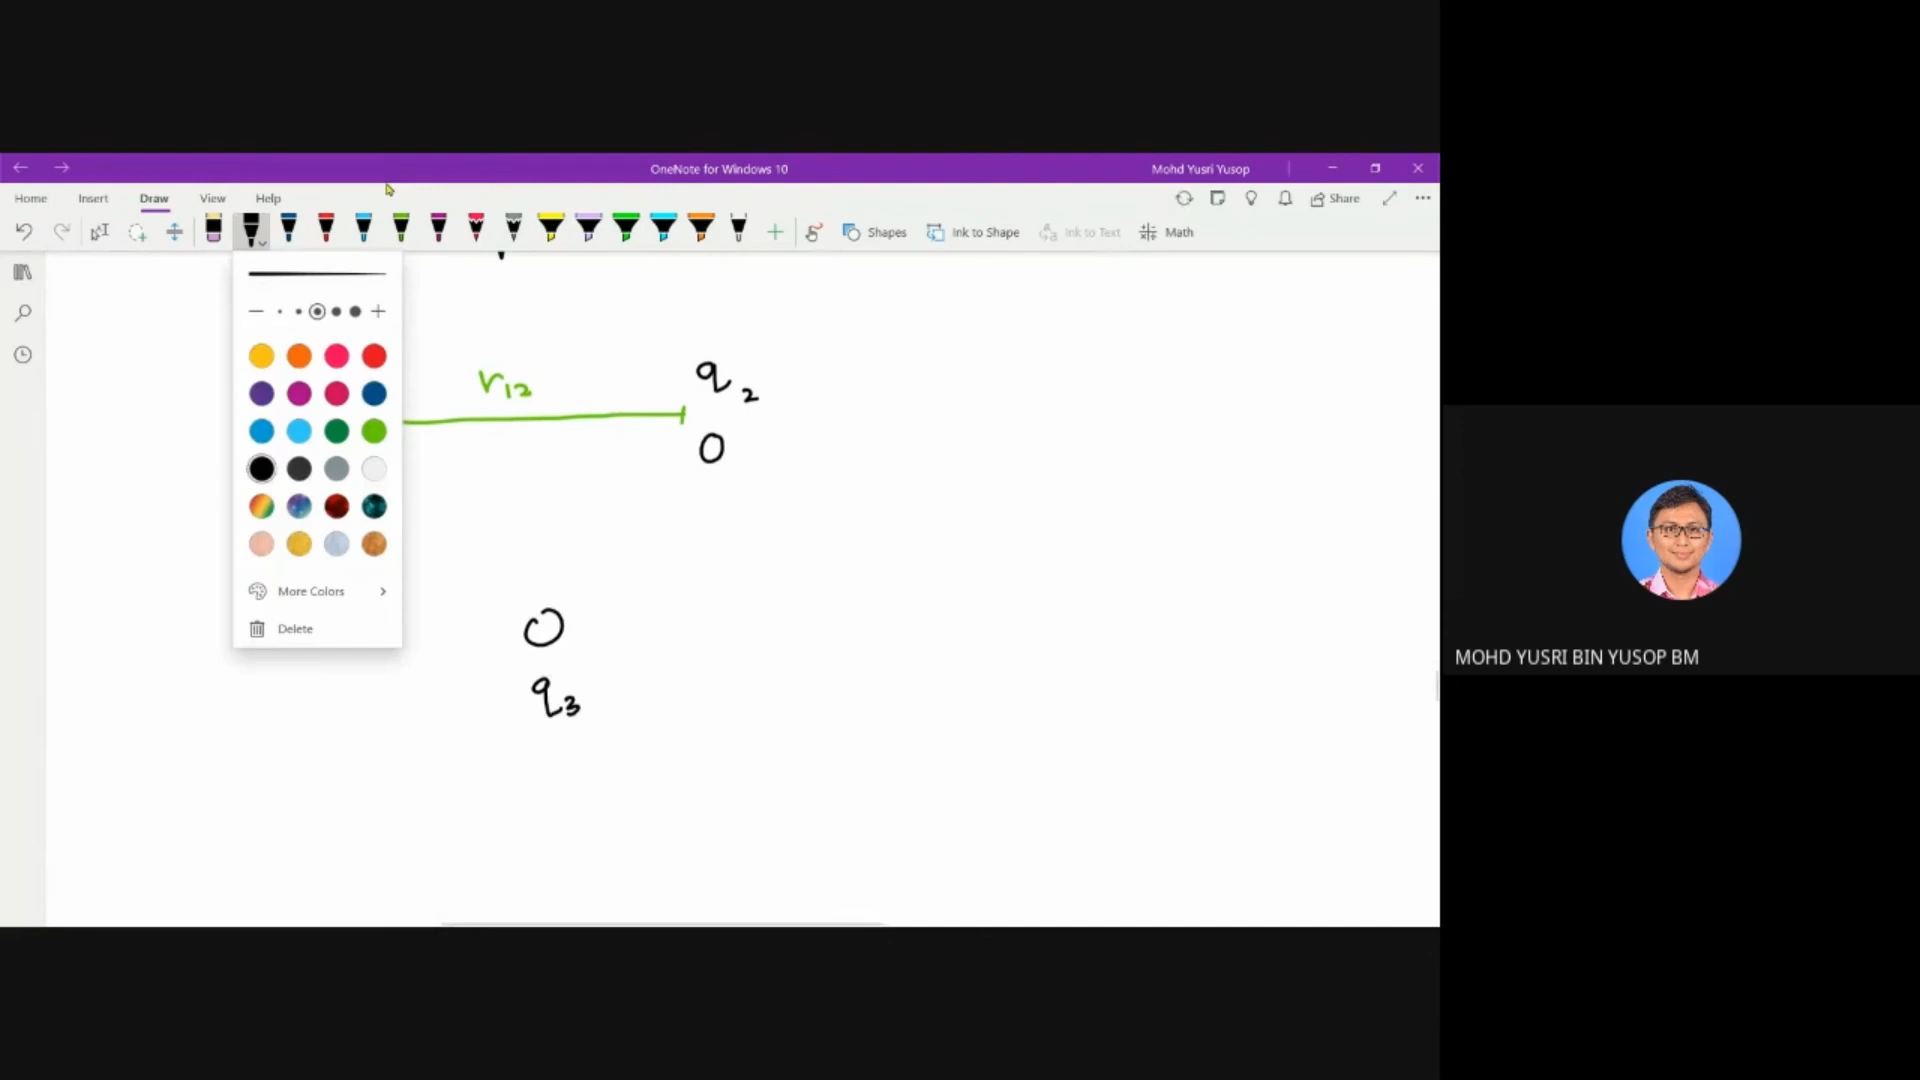 OneNote for Windows 10
Mohd Yusri Yusop
Home Insert Draw View Help
Share
Shapes Ink to Shape Ink to Text Math
r12
q2
q3
More Colors
Delete
MOHD YUSRI BIN YUSOP BM